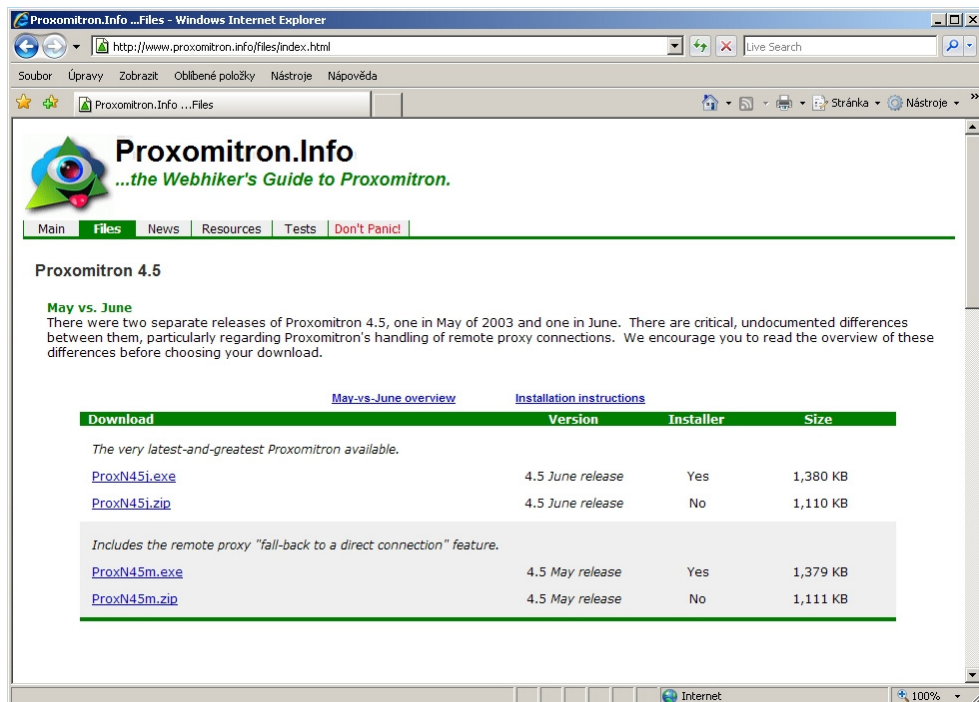 Proxomitron.Info ...Files - Windows Internet Explorer
http://www.proxomitron.info/files/index.html
Live Search
Soubor Úpravy Zobrazit Oblíbené položky Nástroje Nápověda
Proxomitron.Info ...Files
Stránka
Nástroje
»
Proxomitron.Info
...the Webhiker's Guide to Proxomitron.
Main Files News Resources Tests Don't Panic!
Proxomitron 4.5
May vs. June
There were two separate releases of Proxomitron 4.5, one in May of 2003 and one in June. There are critical, undocumented differences
between them, particularly regarding Proxomitron's handling of remote proxy connections. We encourage you to read the overview of these
differences before choosing your download.
May-vs-June overview Installation instructions
Download Version Installer Size
The very latest-and-greatest Proxomitron available.
ProxN45j.exe 4.5 June release Yes 1,380 KB
ProxN45j.zip 4.5 June release No 1,110 KB
Includes the remote proxy "fall-back to a direct connection" feature.
ProxN45m.exe 4.5 May release Yes 1,379 KB
ProxN45m.zip 4.5 May release No 1,111 KB
Internet 100%